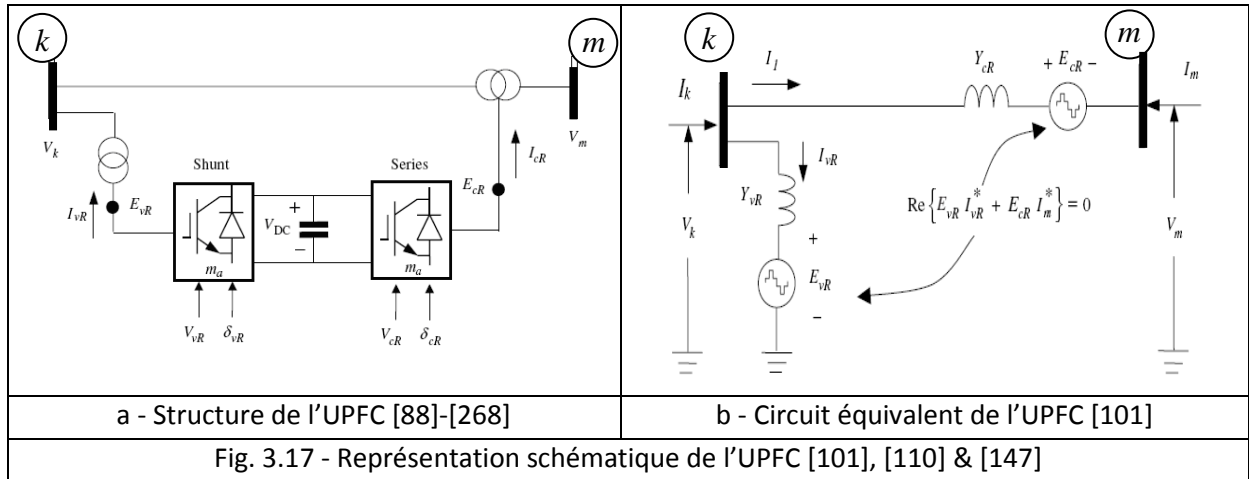 k
m
V_k
V_m
Shunt
Series
I_cR
E_cR
E_vR
I_vR
V_DC
+
−
m_a
m_a
V_vR
δ_vR
V_cR
δ_cR
k
m
I_k
I_1
Y_cR
+ E_cR −
I_m
I_vR
Y_vR
Re{E_vR I*_vR + E_cR I*_m} = 0
V_k
V_m
+
E_vR
−
a - Structure de l’UPFC [88]-[268]
b - Circuit équivalent de l’UPFC [101]
Fig. 3.17 - Représentation schématique de l’UPFC [101], [110] & [147]